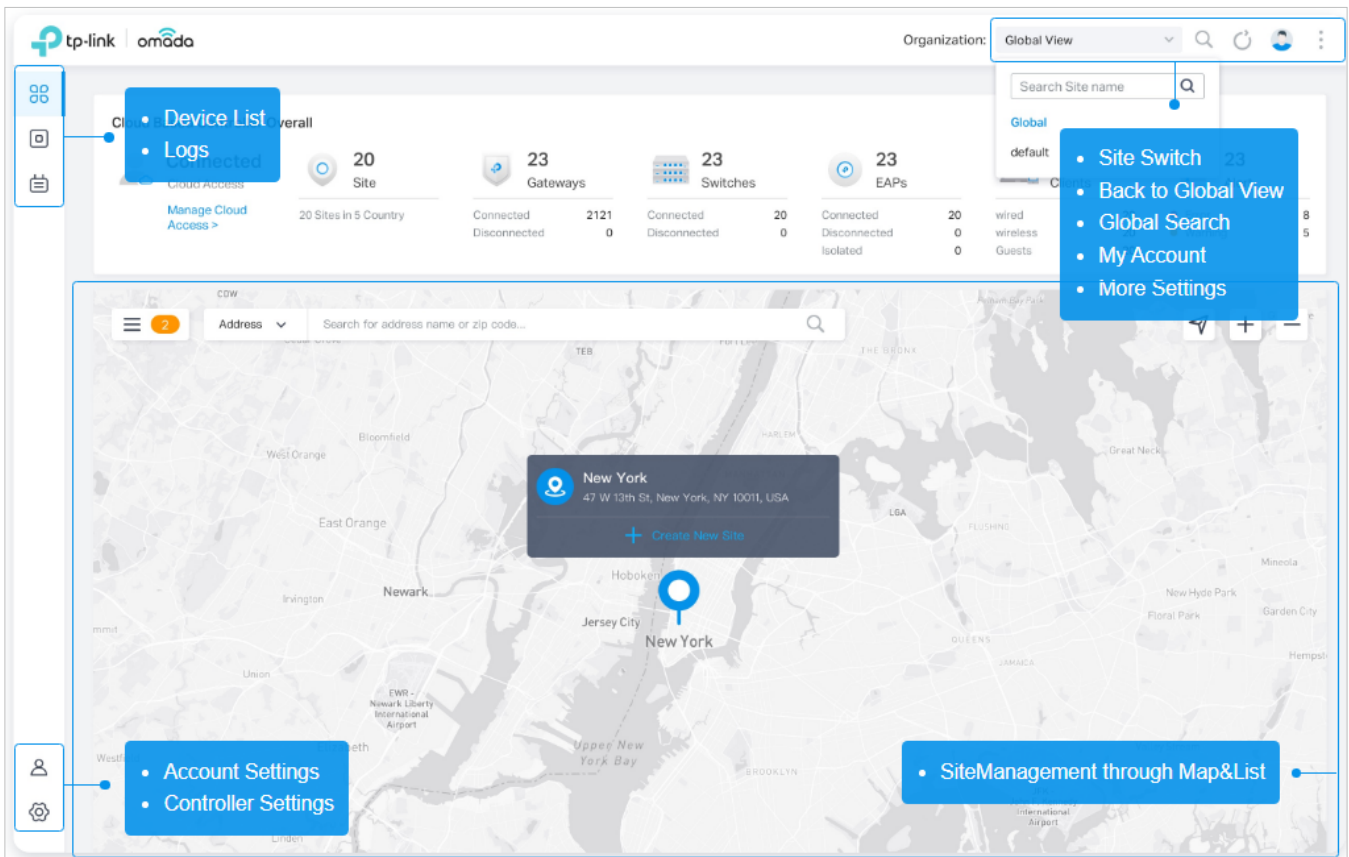 tp-link omada
Organization: Global View
Search Site name
Global
default
• Device List
• Logs
verall
Connected
Cloud Access
Manage Cloud
Access >
20
Site
20 Sites in 5 Country
23
Gateways
Connected 2121
Disconnected 0
23
Switches
Connected 20
Disconnected 0
23
EAPs
Connected 20
Disconnected 0
Isolated 0
23
wired
wireless
Guests
8
5
• Site Switch
• Back to Global View
• Global Search
• My Account
• More Settings
CDW
2
Address
Search for address name or zip code...
TEB
THE BRONX
HARLEM
Bloomfield
West Orange
Great Neck
New York
47 W 13th St, New York, NY 10011, USA
+ Create New Site
East Orange
LGA
FLUSHING
Mineola
Hoboken
Irvington
Newark
New Hyde Park
Floral Park
Garden City
Jersey City
New York
QUEENS
JAMAICA
Hempst
Union
EWR -
Newark Liberty
International
Airport
Upper New
York Bay
BROOKLYN
• Account Settings
• Controller Settings
• SiteManagement through Map&List
International
Airport
Linden